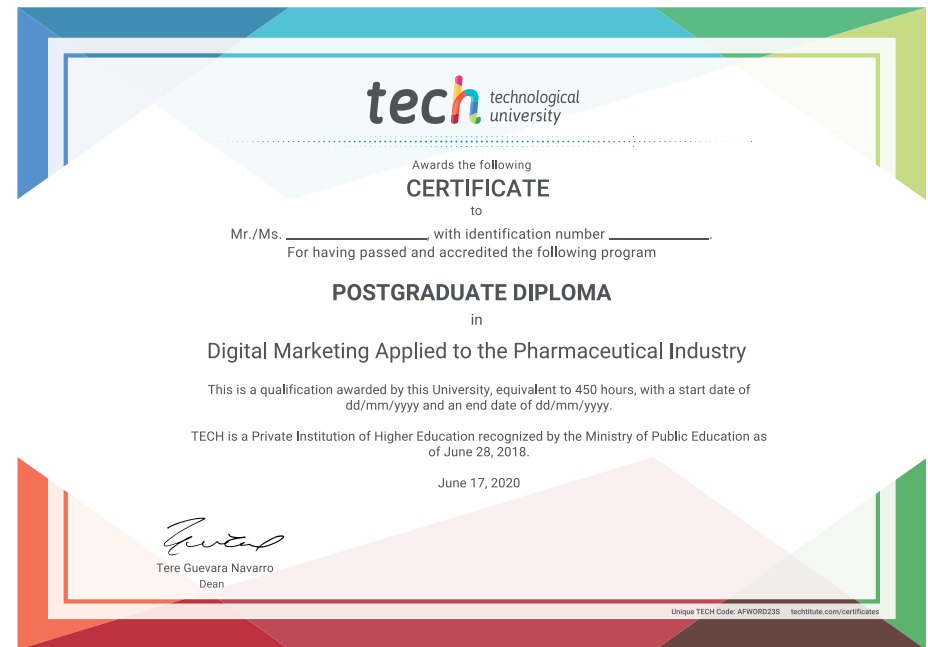 tech technological
university
Awards the following
CERTIFICATE
to
Mr./Ms. ____________________, with identification number ______________.
For having passed and accredited the following program
POSTGRADUATE DIPLOMA
in
Digital Marketing Applied to the Pharmaceutical Industry
This is a qualification awarded by this University, equivalent to 450 hours, with a start date of
dd/mm/yyyy and an end date of dd/mm/yyyy.
TECH is a Private Institution of Higher Education recognized by the Ministry of Public Education as
of June 28, 2018.
June 17, 2020
Tere Guevara Navarro
Dean
Unique TECH Code: AFWORD23S techtitute.com/certificates